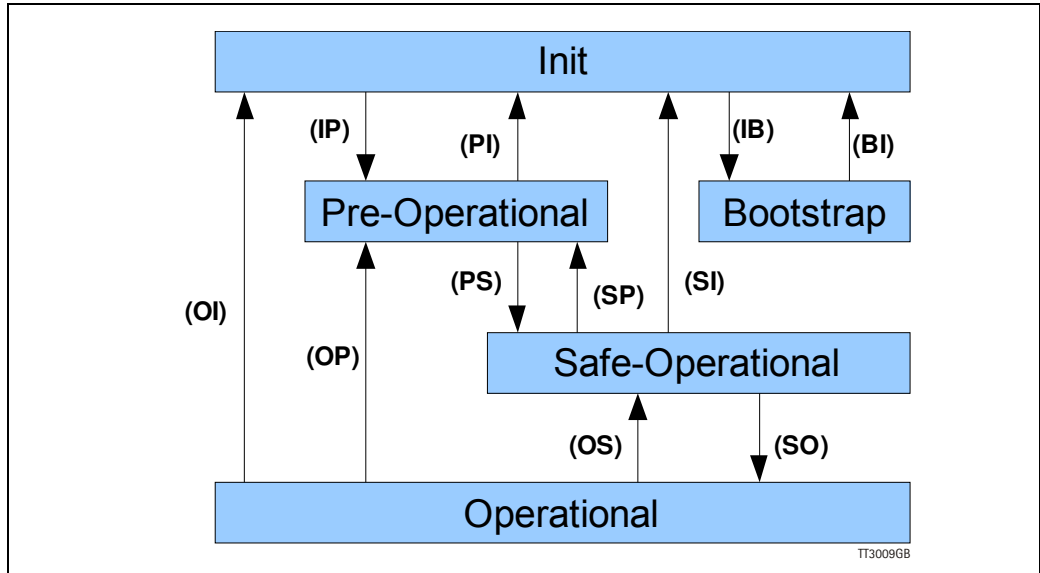 Init
(IP)
(PI)
(IB)
(BI)
Pre-Operational
Bootstrap
(PS)
(SP)
(SI)
(OI)
(OP)
Safe-Operational
(OS)
(SO)
Operational
TT3009GB